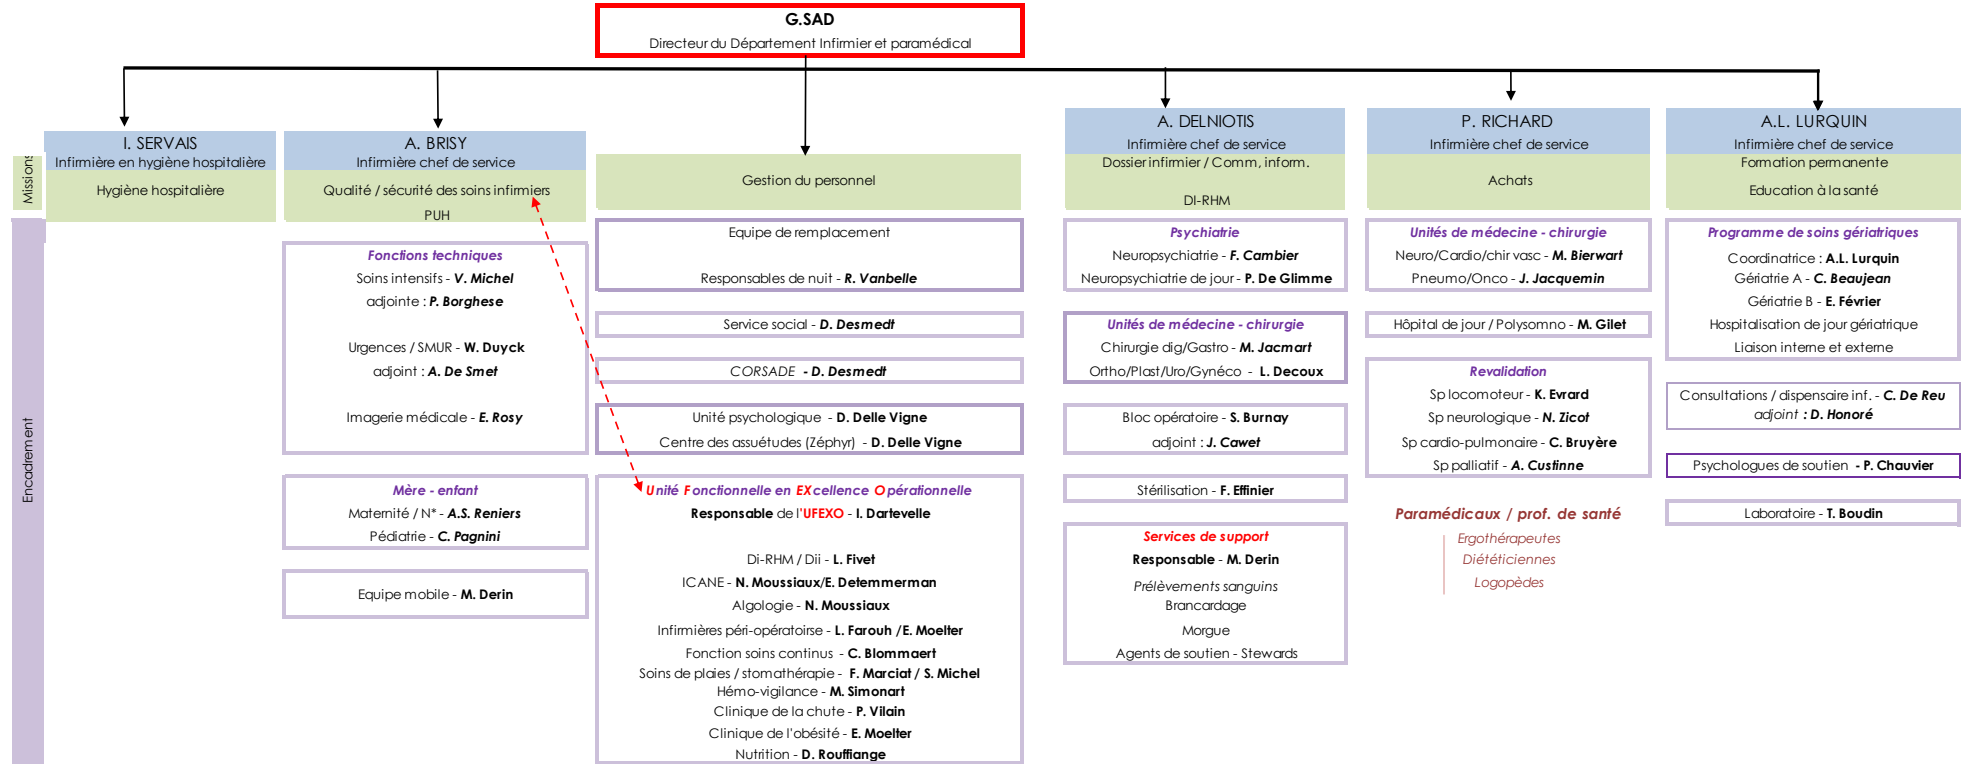 G.SAD
Directeur du Département Infirmier et paramédical
Missions
Encadrement
I. SERVAIS
Infirmière en hygiène hospitalière
Hygiène hospitalière
A. BRISY
Infirmière chef de service
Qualité / sécurité des soins infirmiers
PUH
Fonctions techniques
Soins intensifs - V. Michel
adjointe : P. Borghese
Urgences / SMUR - W. Duyck
adjoint : A. De Smet
Imagerie médicale - E. Rosy
Mère - enfant
Maternité / N* - A.S. Reniers
Pédiatrie - C. Pagnini
Equipe mobile - M. Derin
Gestion du personnel
Equipe de remplacement
Responsables de nuit - R. Vanbelle
Service social - D. Desmedt
CORSADE - D. Desmedt
Unité psychologique - D. Delle Vigne
Centre des assuétudes (Zéphyr) - D. Delle Vigne
Unité Fonctionnelle en EXcellence Opérationnelle
Responsable de l'UFEXO - I. Dartevelle
Di-RHM / Dii - L. Fivet
ICANE - N. Moussiaux/E. Detemmerman
Algologie - N. Moussiaux
Infirmières péri-opératoirse - L. Farouh /E. Moelter
Fonction soins continus - C. Blommaert
Soins de plaies / stomathérapie - F. Marciat / S. Michel
Hémo-vigilance - M. Simonart
Clinique de la chute - P. Vilain
Clinique de l'obésité - E. Moelter
Nutrition - D. Rouffiange
A. DELNIOTIS
Infirmière chef de service
Dossier infirmier / Comm, inform.
DI-RHM
Psychiatrie
Neuropsychiatrie - F. Cambier
Neuropsychiatrie de jour - P. De Glimme
Unités de médecine - chirurgie
Chirurgie dig/Gastro - M. Jacmart
Ortho/Plast/Uro/Gynéco - L. Decoux
Bloc opératoire - S. Burnay
adjoint : J. Cawet
Stérilisation - F. Effinier
Services de support
Responsable - M. Derin
Prélèvements sanguins
Brancardage
Morgue
Agents de soutien - Stewards
P. RICHARD
Infirmière chef de service
Achats
Unités de médecine - chirurgie
Neuro/Cardio/chir vasc - M. Bierwart
Pneumo/Onco - J. Jacquemin
Hôpital de jour / Polysomno - M. Gilet
Revalidation
Sp locomoteur - K. Evrard
Sp neurologique - N. Zicot
Sp cardio-pulmonaire - C. Bruyère
Sp palliatif - A. Custinne
Paramédicaux / prof. de santé
Ergothérapeutes
Diététiciennes
Logopèdes
A.L. LURQUIN
Infirmière chef de service
Formation permanente
Education à la santé
Programme de soins gériatriques
Coordinatrice : A.L. Lurquin
Gériatrie A - C. Beaujean
Gériatrie B - E. Février
Hospitalisation de jour gériatrique
Liaison interne et externe
Consultations / dispensaire inf. - C. De Reu
adjoint : D. Honoré
Psychologues de soutien - P. Chauvier
Laboratoire - T. Boudin